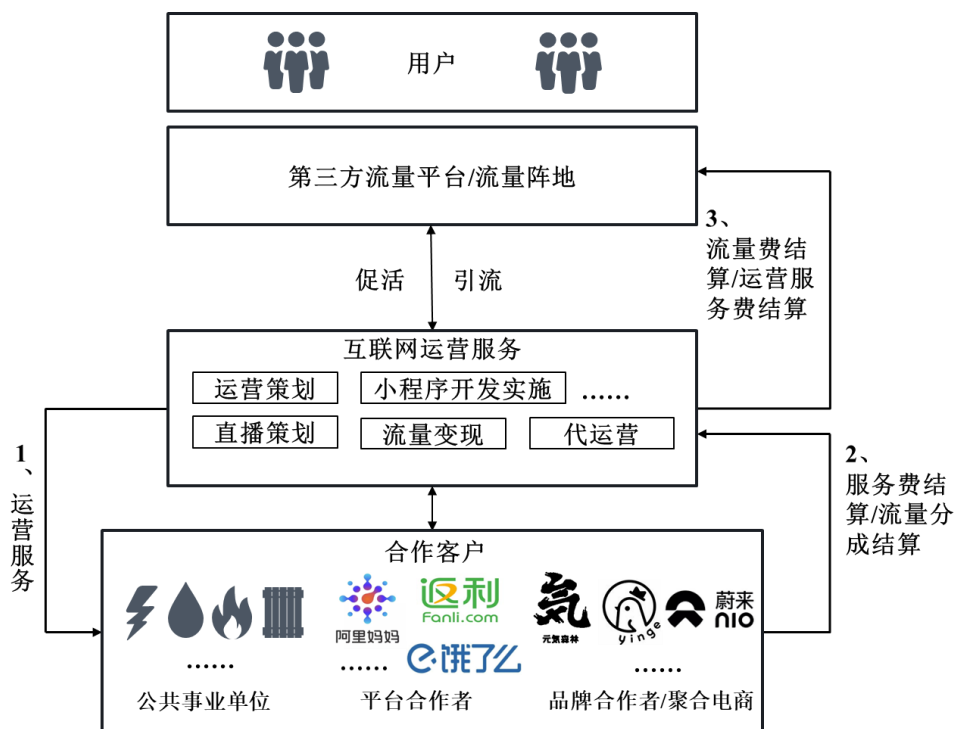 用户
第三方流量平台/流量阵地
促活
引流
3、
流量费结
算/运营服
务费结算
互联网运营服务
运营策划
小程序开发实施
......
直播策划
流量变现
代运营
1、
运营服务
2、
服务费结
算/流量分
成结算
合作客户
阿里妈妈
返利
Fanli.com
饿了么
氣
元気森林
yinge
蔚来
NIO
......
......
......
公共事业单位
平台合作者
品牌合作者/聚合电商